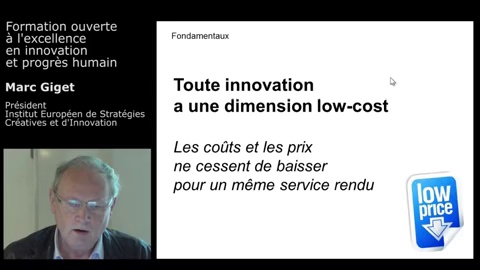 Formation ouverte
à l'excellence
en innovation
et progrès humain
Marc Giget
Président
Institut Européen de Stratégies
Créatives et d'Innovation
Fondamentaux
Toute innovation
a une dimension low-cost
Les coûts et les prix
ne cessent de baisser
pour un même service rendu
low
price